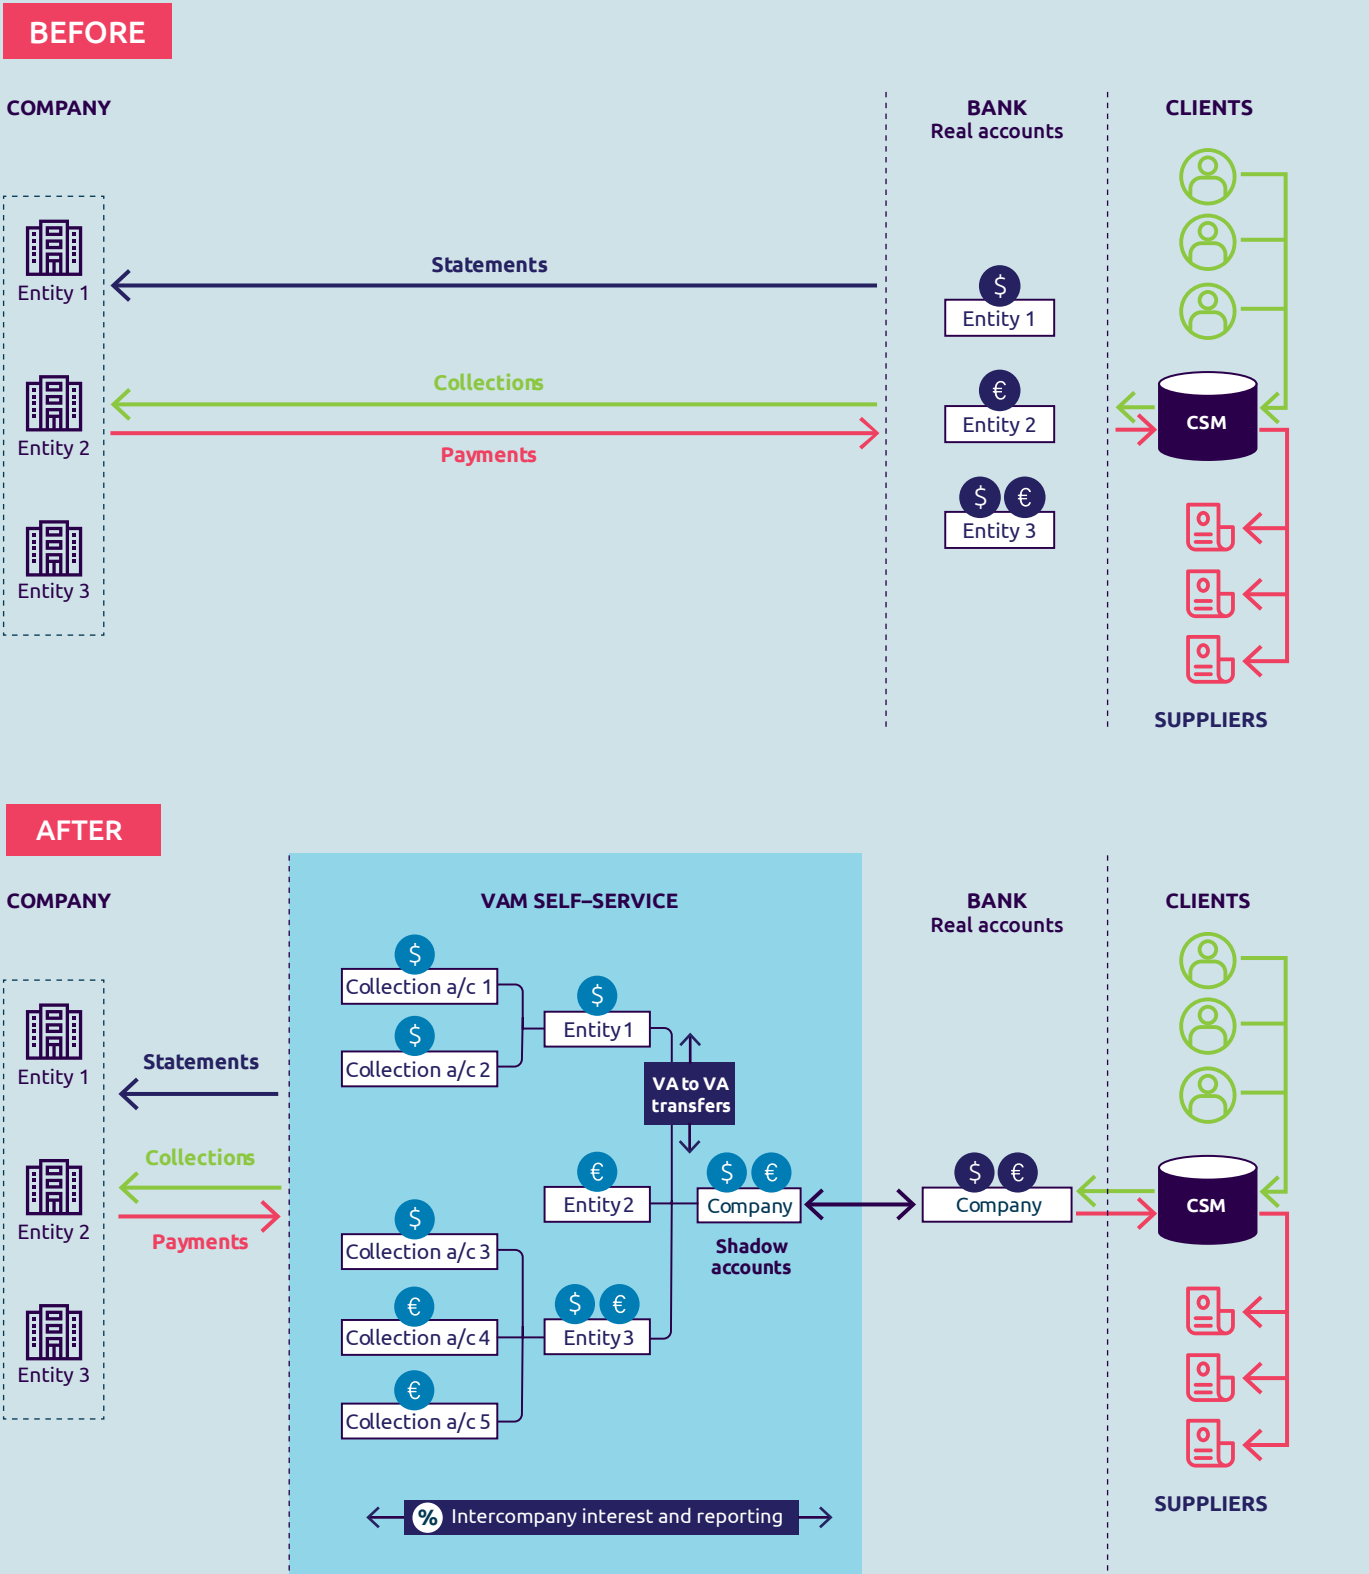 BEFORE
COMPANY
BANK
Real accounts
CLIENTS
Entity 1
Entity 2
Entity 3
Statements
Collections
Payments
$
Entity 1
€
Entity 2
$ €
Entity 3
CSM
SUPPLIERS
AFTER
COMPANY
VAM SELF–SERVICE
BANK
Real accounts
CLIENTS
Entity 1
Entity 2
Entity 3
Statements
Collections
Payments
$
Collection a/c 1
$
Collection a/c 2
$
Entity 1
VA to VA
transfers
€
Entity 2
$ €
Company
Shadow
accounts
$
Collection a/c 3
€
Collection a/c 4
€
Collection a/c 5
$ €
Entity 3
$ €
Company
CSM
SUPPLIERS
% Intercompany interest and reporting